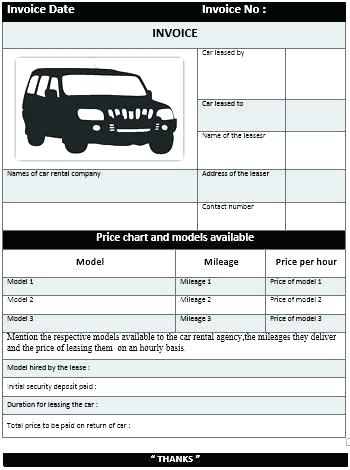 Invoice Date Invoice No :
INVOICE
Car leased by
Car leased to
Name of the leasesr
Names of car rental company Address of the leaser
Contact number
Price chart and models available
Model Mileage Price per hour
Model 1 Mileage 1 Price of model 1
Model 2 Mileage 2 Price of model 2
Model 3 Mileage 3 Price of model 3
Mention the respective models available to the car rental agency,the mileages they deliver
and the price of leasing them on an hourly basis.
Model hired by the lease :
Initial security deposit paid :
Duration for leasing the car :
Total price to be paid on return of car :
“ THANKS ”